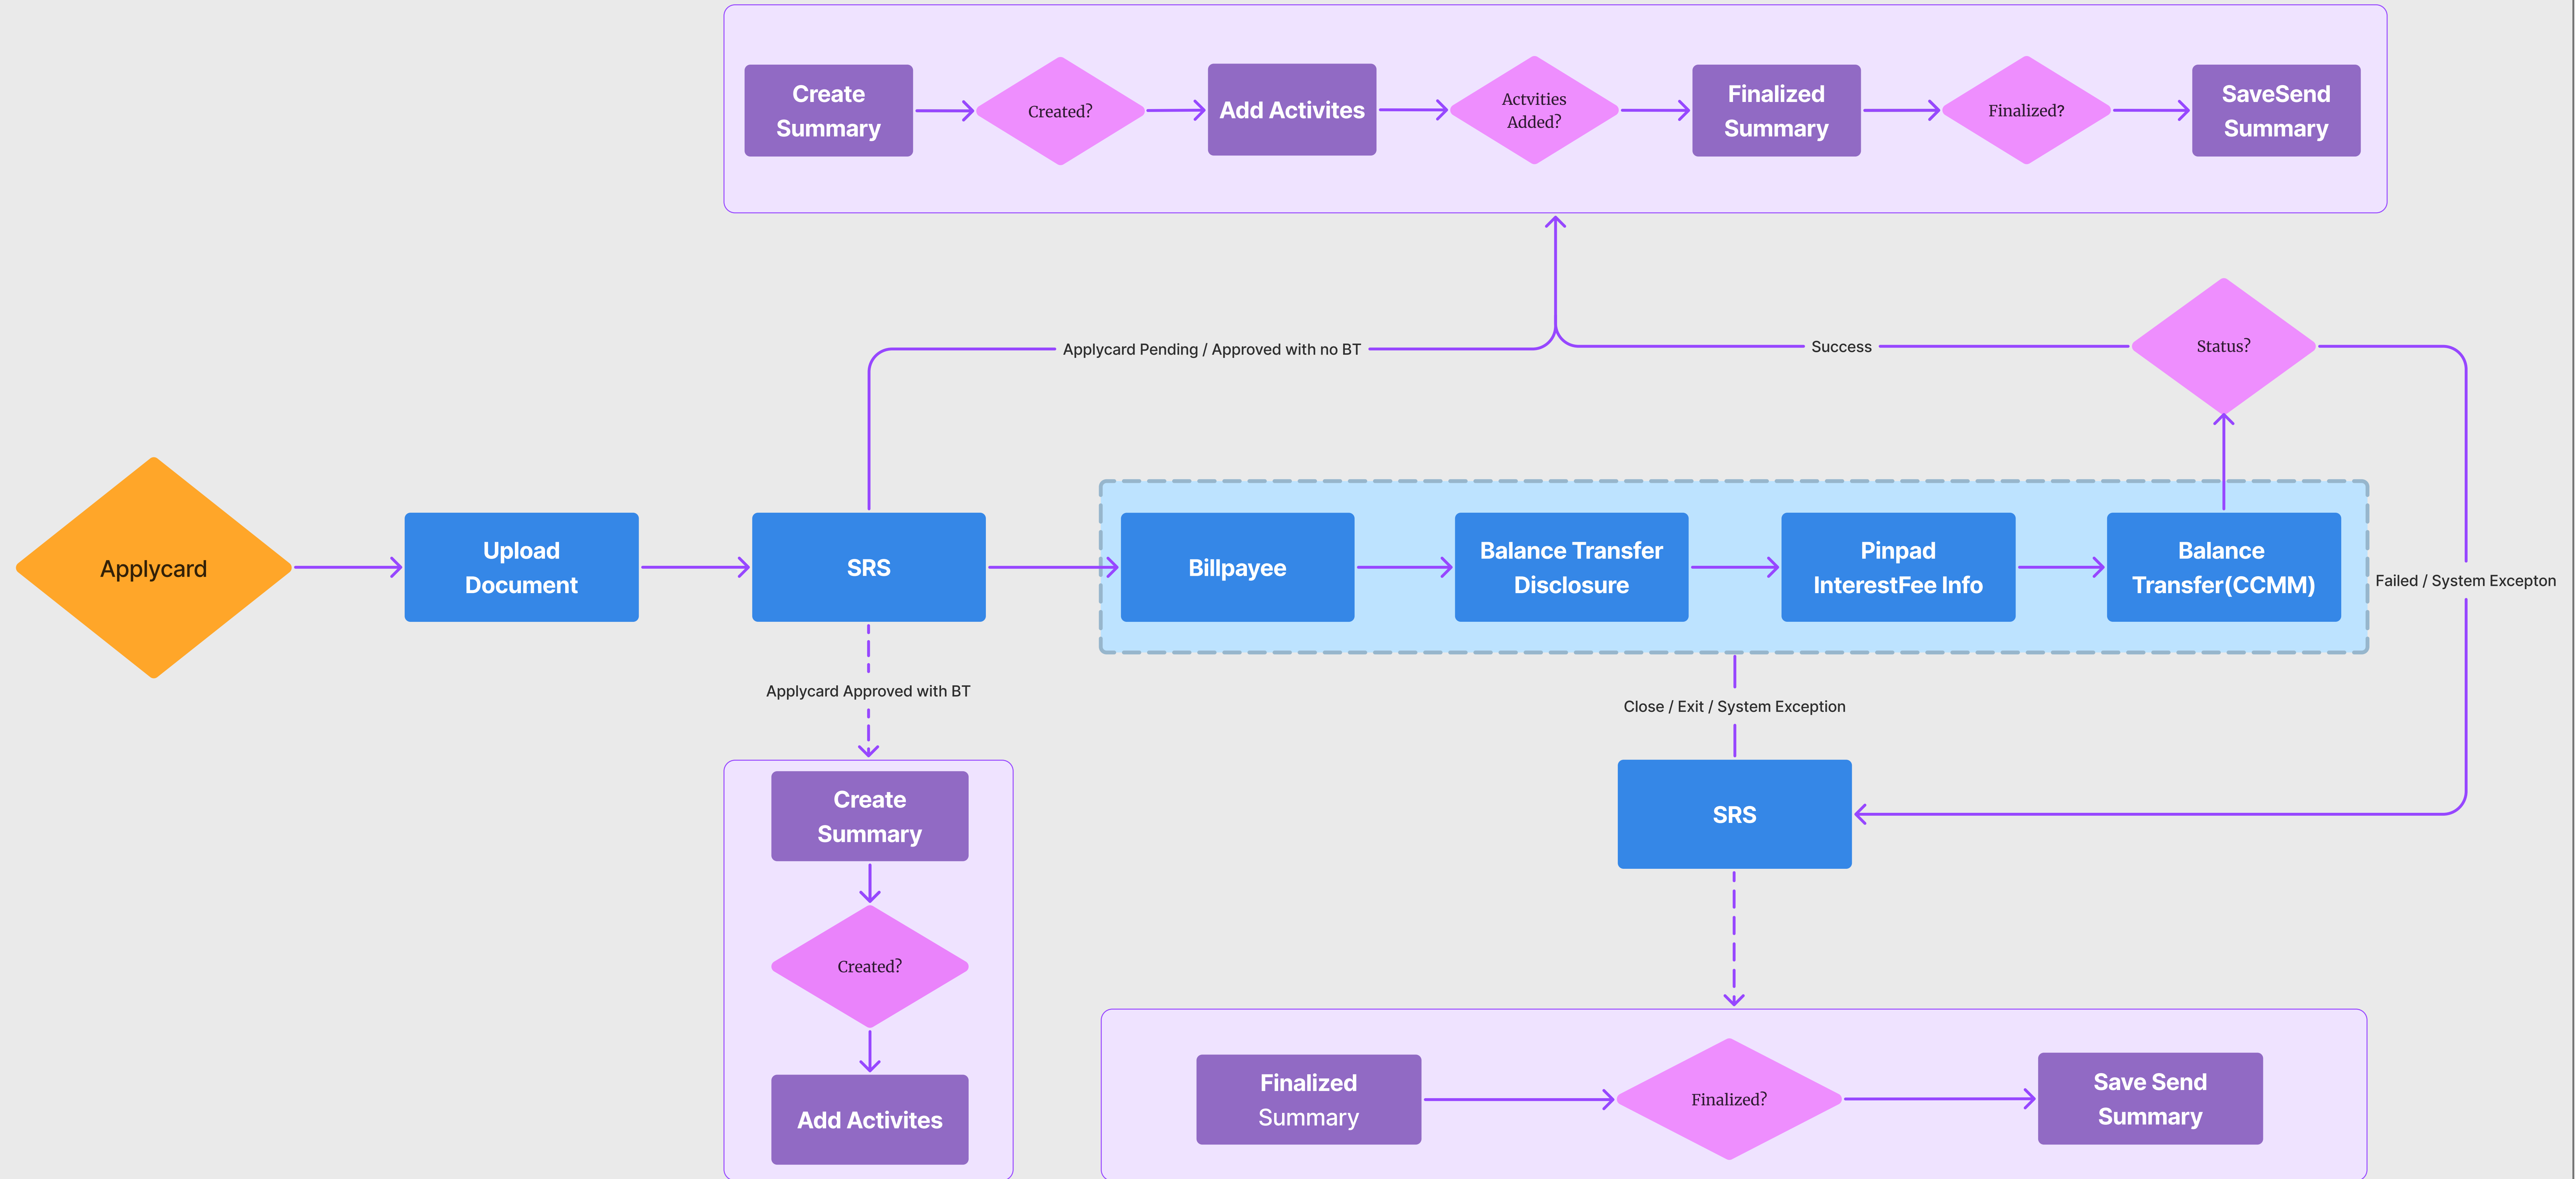 Create
Summary
Created?
Add Activites
Actvities
Added?
Finalized
Summary
Finalized?
SaveSend
Summary
Applycard Pending / Approved with no BT
Success
Status?
Applycard
Upload
Document
SRS
Billpayee
Balance Transfer
Disclosure
Pinpad
InterestFee Info
Balance
Transfer(CCMM)
Failed / System Excepton
Applycard Approved with BT
Close / Exit / System Exception
Create
Summary
Created?
Add Activites
SRS
Finalized
Summary
Finalized?
Save Send
Summary